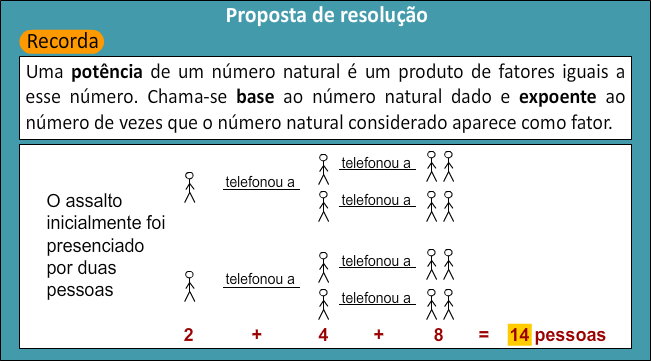 Proposta de resolução
Recorda
Uma potência de um número natural é um produto de fatores iguais a
esse número. Chama-se base ao número natural dado e expoente ao
número de vezes que o número natural considerado aparece como fator.
O assalto
inicialmente foi
presenciado
por duas
pessoas
telefonou a
telefonou a
telefonou a
telefonou a
telefonou a
telefonou a
2 + 4 + 8 = 14 pessoas